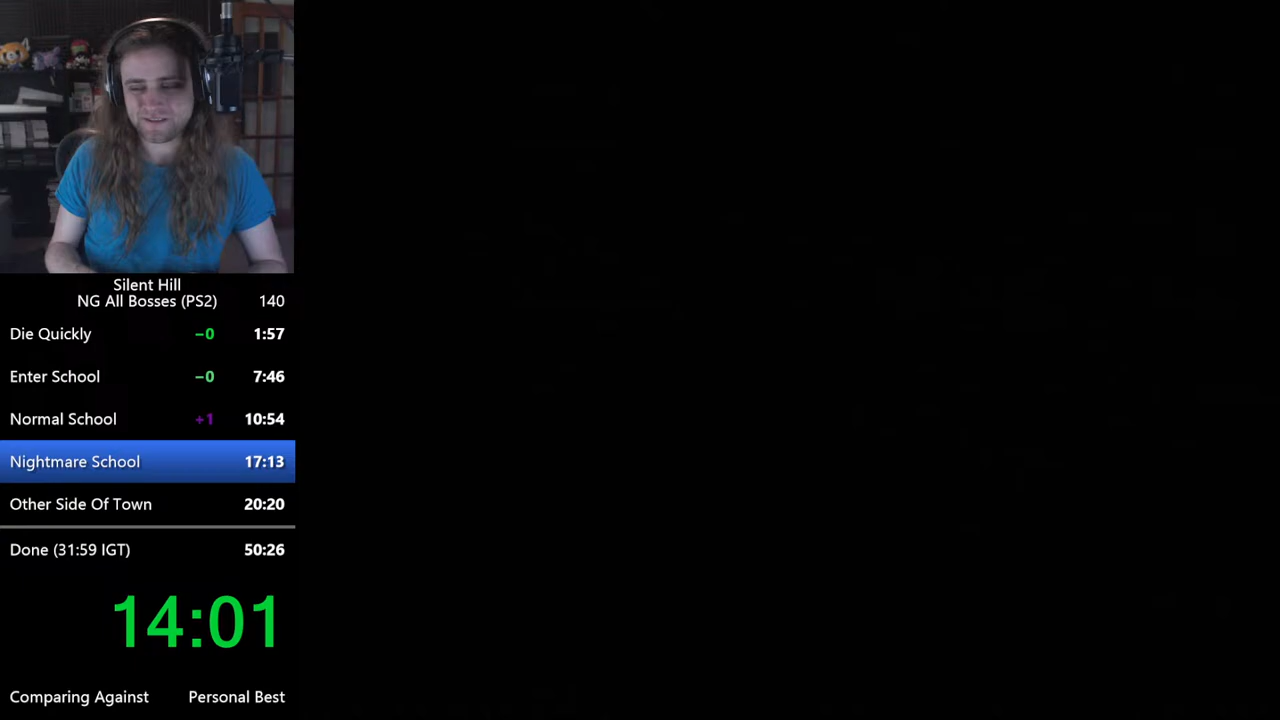 Silent Hill
NG All Bosses (PS2) 140
Die Quickly −0 1:57
Enter School −0 7:46
Normal School +1 10:54
Nightmare School 17:13
Other Side Of Town 20:20
Done (31:59 IGT) 50:26
14:01
Comparing Against Personal Best